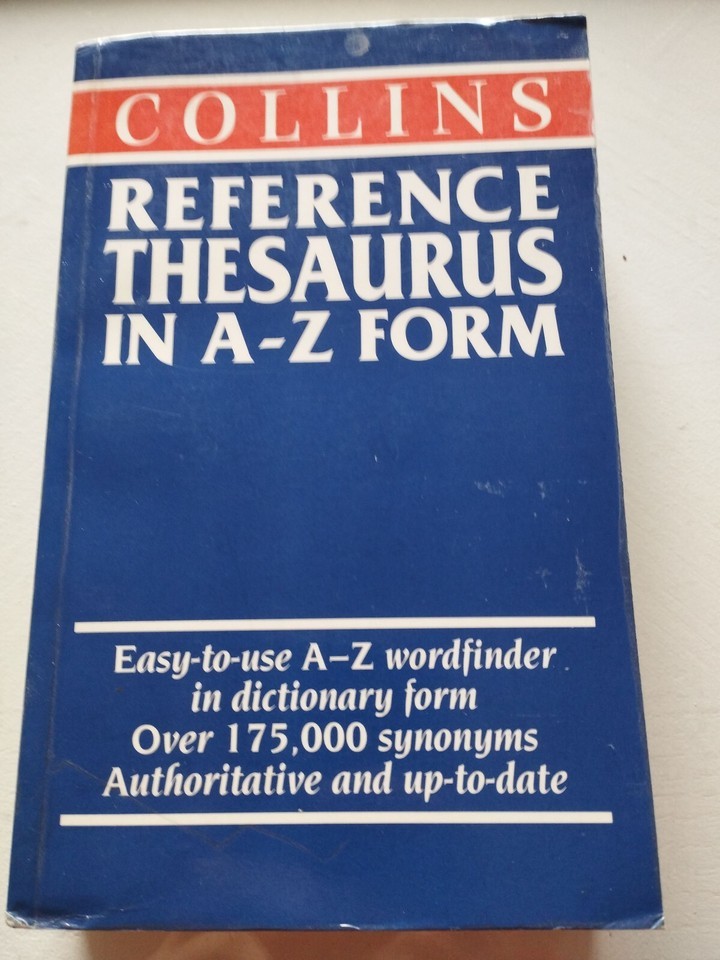 COLLINS
REFERENCE
THESAURUS
IN A-Z FORM
Easy-to-use A–Z wordfinder
in dictionary form
Over 175,000 synonyms
Authoritative and up-to-date